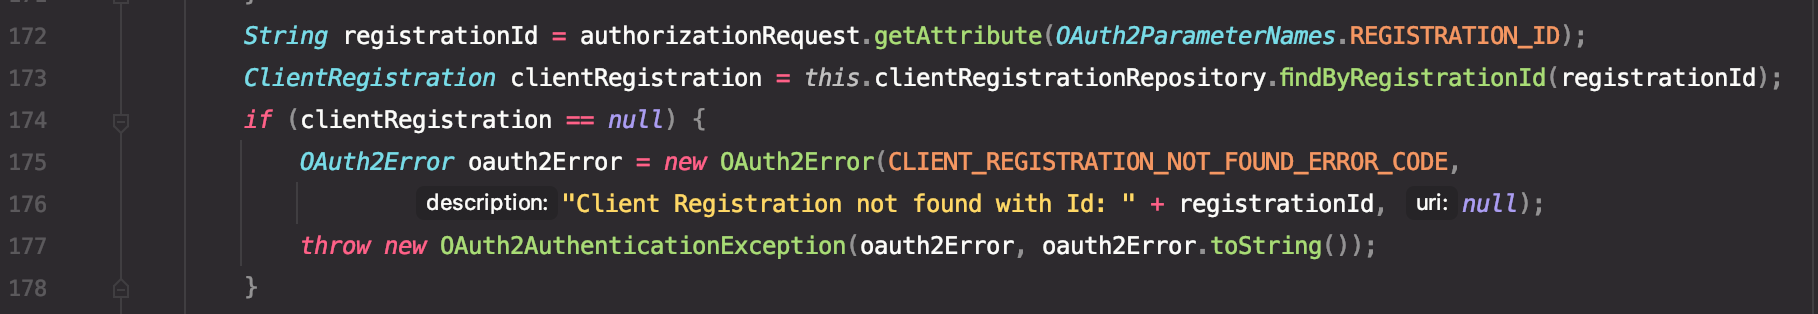 172 String registrationId = authorizationRequest.getAttribute(OAuth2ParameterNames.REGISTRATION_ID);
173 ClientRegistration clientRegistration = this.clientRegistrationRepository.findByRegistrationId(registrationId);
174 if (clientRegistration == null) {
175 OAuth2Error oauth2Error = new OAuth2Error(CLIENT_REGISTRATION_NOT_FOUND_ERROR_CODE,
176 description: "Client Registration not found with Id: " + registrationId, uri: null);
177 throw new OAuth2AuthenticationException(oauth2Error, oauth2Error.toString());
178 }